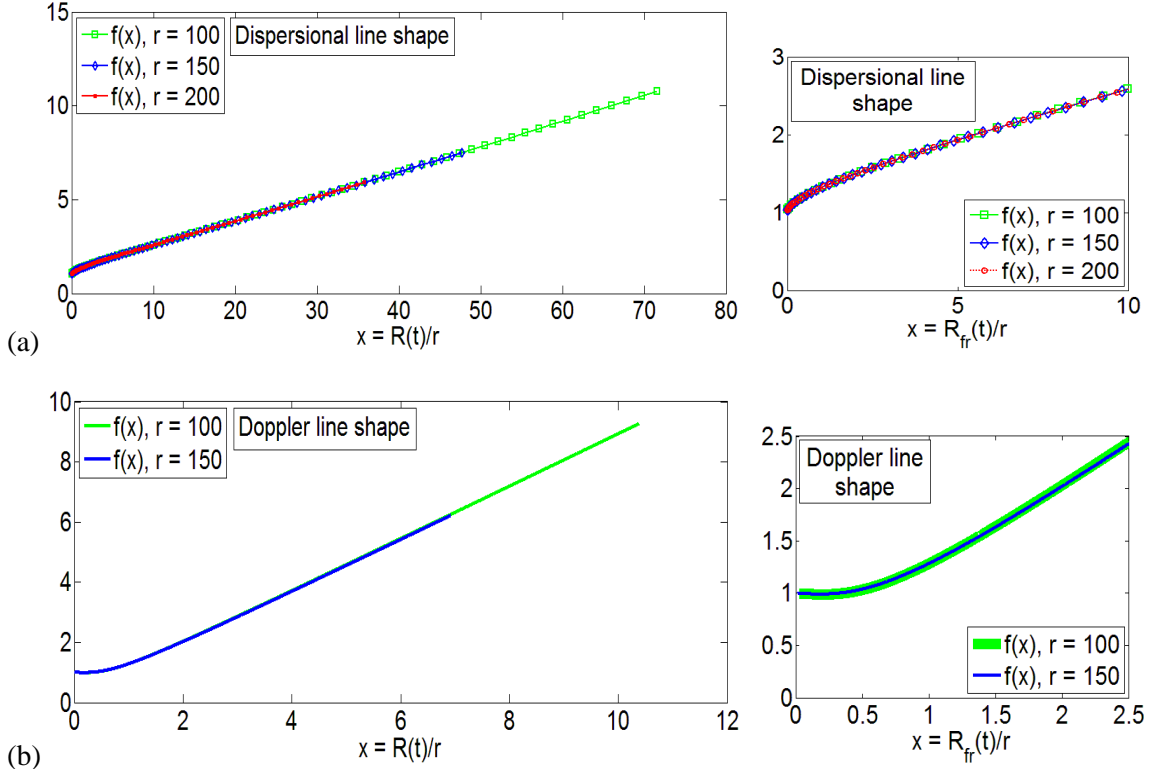 15
10
5
0
f(x), r = 100
f(x), r = 150
f(x), r = 200
Dispersional line shape
0 10 20 30 40 50 60 70 80
x = R(t)/r
(a)
3
2
1
0
Dispersional line
shape
f(x), r = 100
f(x), r = 150
f(x), r = 200
0 5 10
x = R_fr(t)/r
10
8
6
4
2
0
f(x), r = 100
f(x), r = 150
Doppler line shape
0 2 4 6 8 10 12
x = R(t)/r
(b)
2.5
2
1.5
1
0.5
0
Doppler line
shape
f(x), r = 100
f(x), r = 150
0 0.5 1 1.5 2 2.5
x = R_fr(t)/r